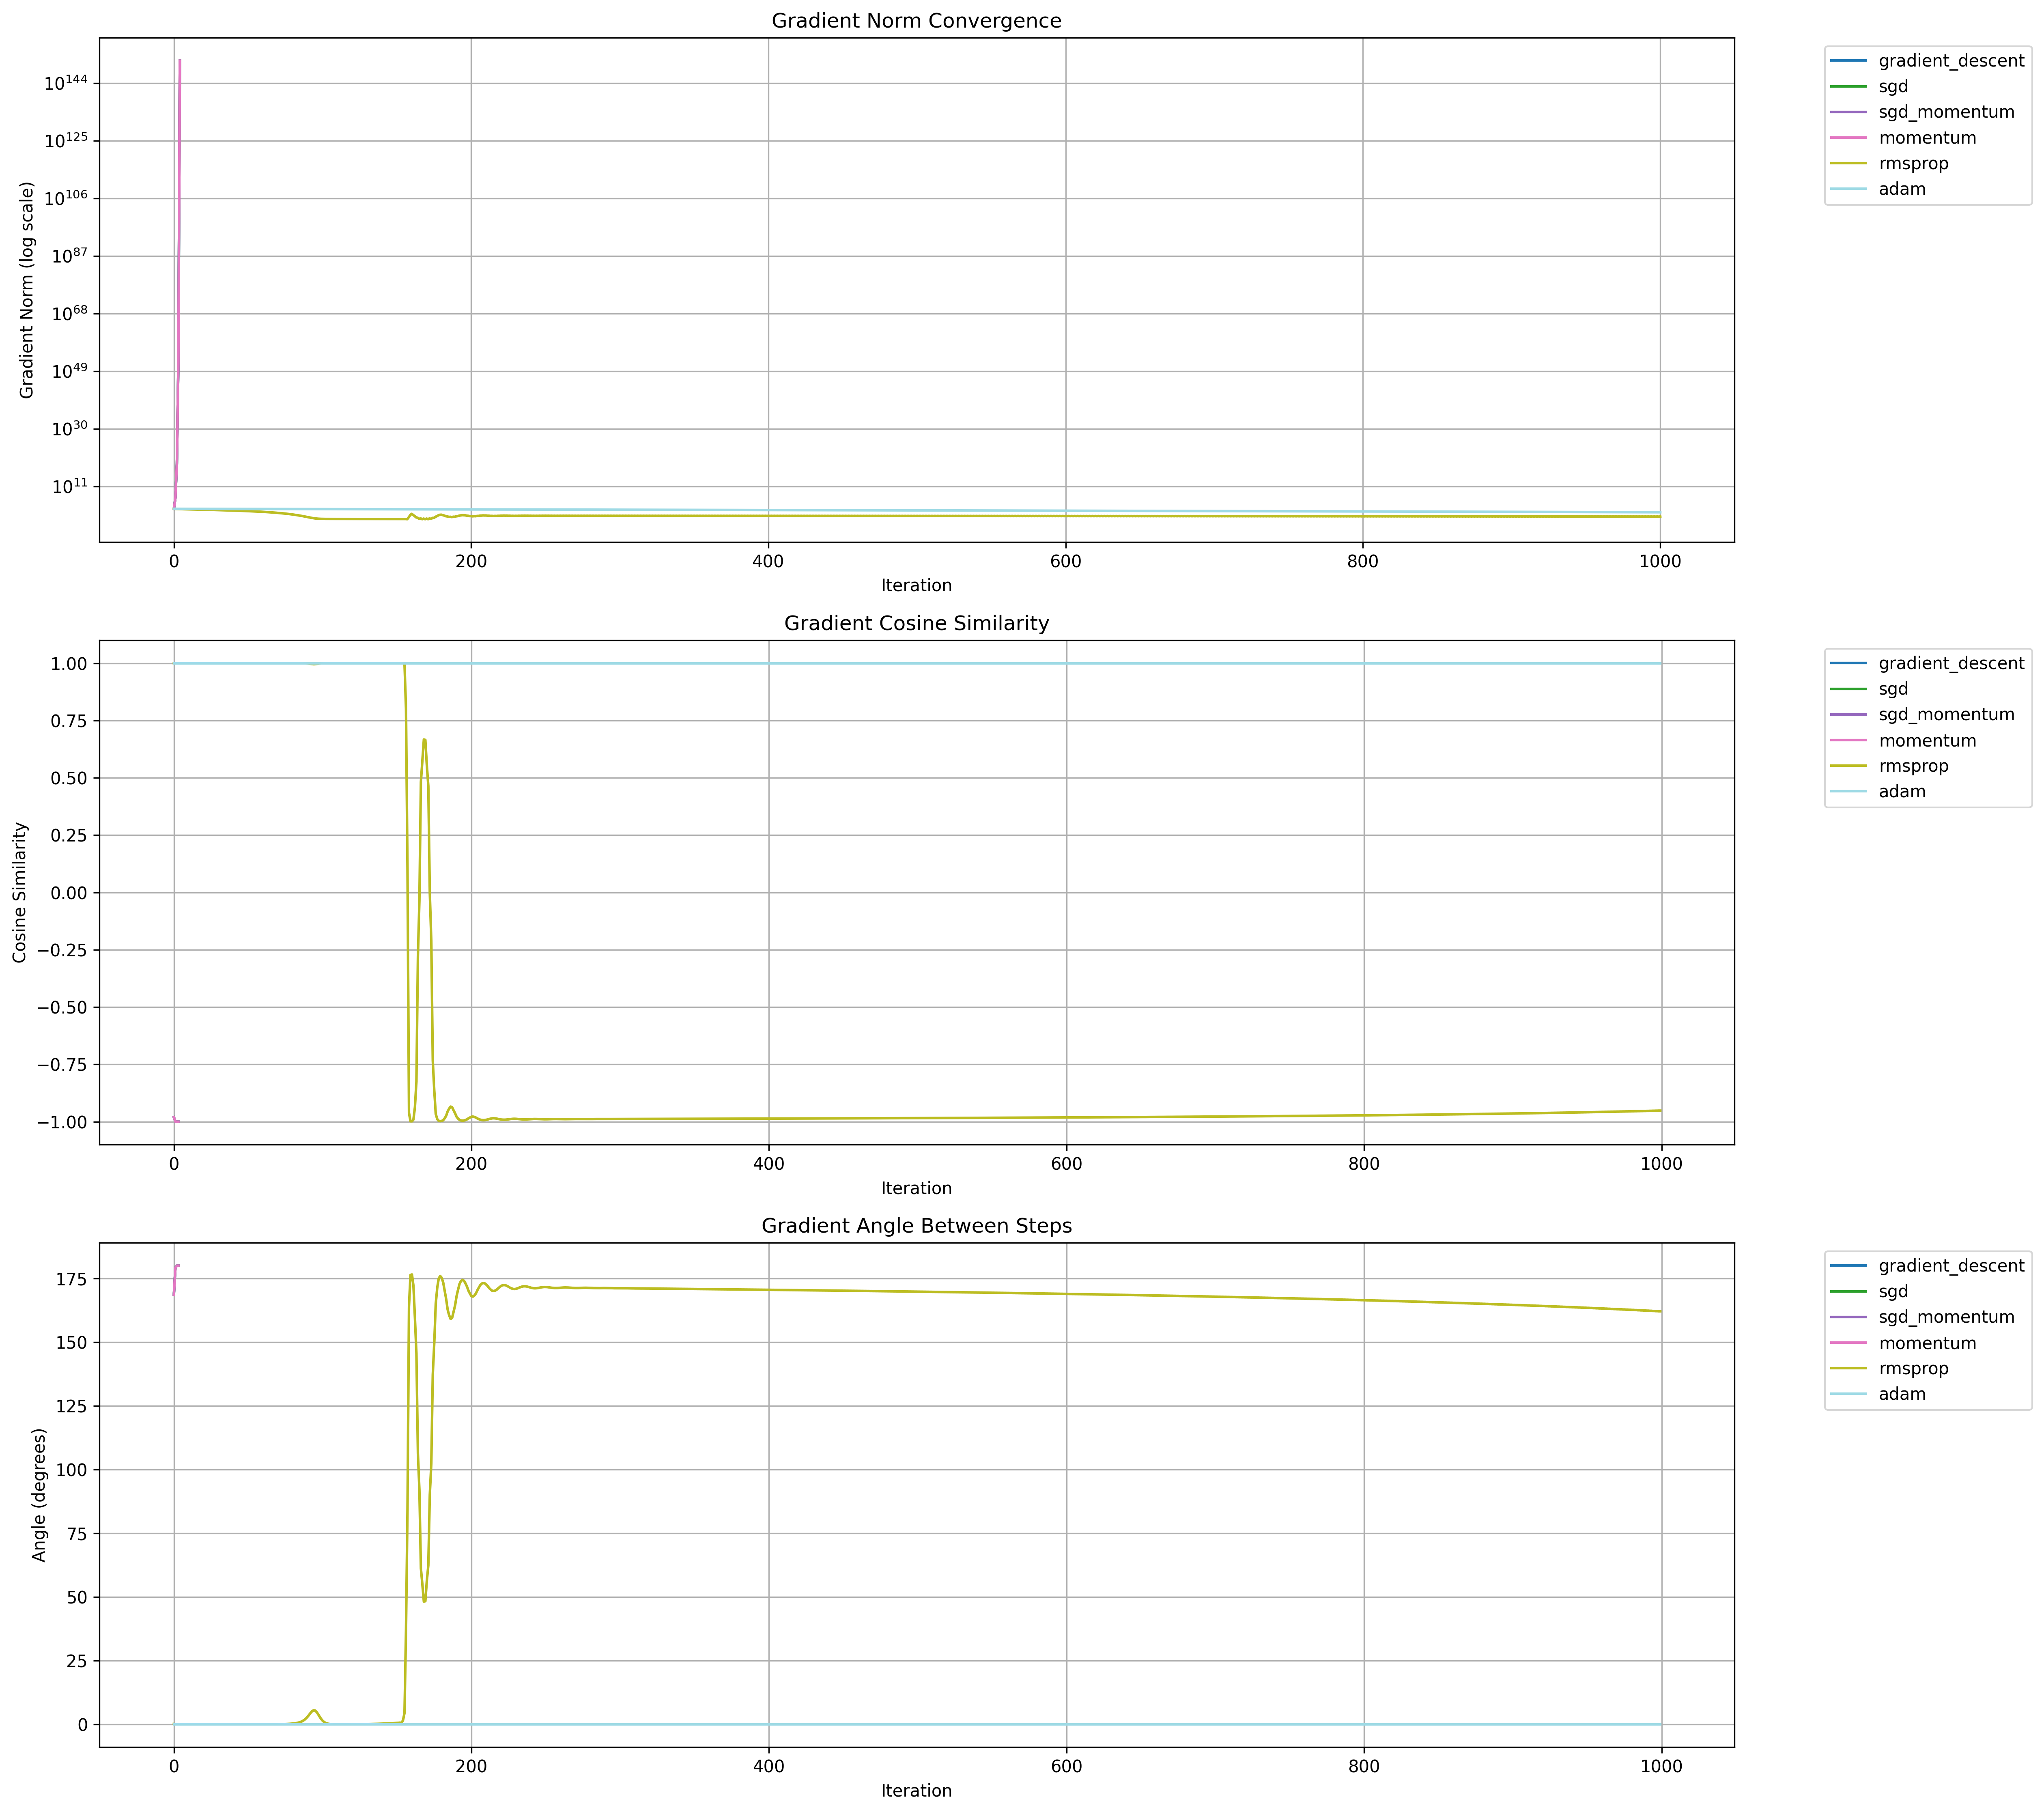 Gradient Norm Convergence
Gradient Norm (log scale)
10^144
10^125
10^106
10^87
10^68
10^49
10^30
10^11
0 200 400 600 800 1000
Iteration
gradient_descent
sgd
sgd_momentum
momentum
rmsprop
adam
Gradient Cosine Similarity
Cosine Similarity
1.00
0.75
0.50
0.25
0.00
−0.25
−0.50
−0.75
−1.00
0 200 400 600 800 1000
Iteration
gradient_descent
sgd
sgd_momentum
momentum
rmsprop
adam
Gradient Angle Between Steps
Angle (degrees)
175
150
125
100
75
50
25
0
0 200 400 600 800 1000
Iteration
gradient_descent
sgd
sgd_momentum
momentum
rmsprop
adam